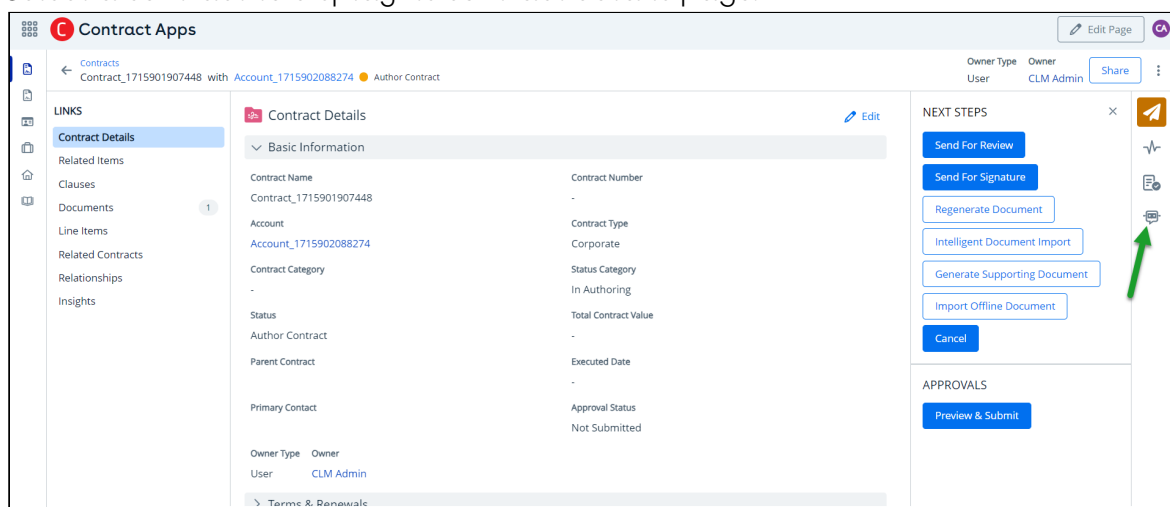 Contract Apps
Edit Page
CA
Contracts
Contract_1715901907448 with Account_1715902088274 Author Contract
Owner Type Owner
User CLM Admin
Share
LINKS
Contract Details
Related Items
Clauses
Documents 1
Line Items
Related Contracts
Relationships
Insights
Contract Details
Edit
Basic Information
Contract Name Contract Number
Contract_1715901907448 -
Account Contract Type
Account_1715902088274 Corporate
Contract Category Status Category
- In Authoring
Status Total Contract Value
Author Contract -
Parent Contract Executed Date
-
Primary Contact Approval Status
Not Submitted
Owner Type Owner
User CLM Admin
Terms & Renewals
NEXT STEPS
Send For Review
Send For Signature
Regenerate Document
Intelligent Document Import
Generate Supporting Document
Import Offline Document
Cancel
APPROVALS
Preview & Submit